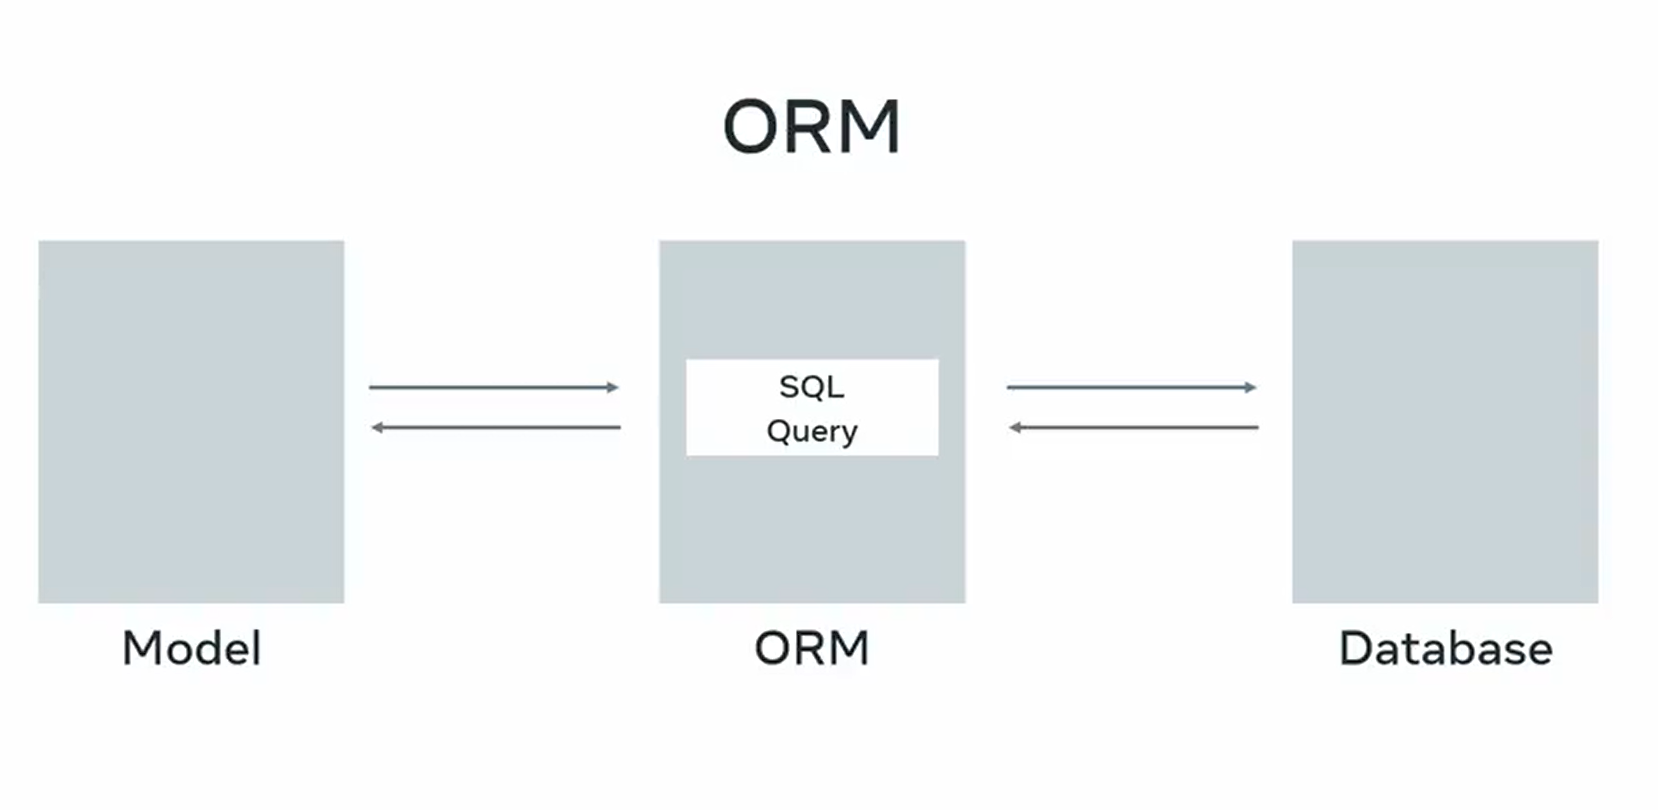 ORM
SQL
Query
Model
ORM
Database